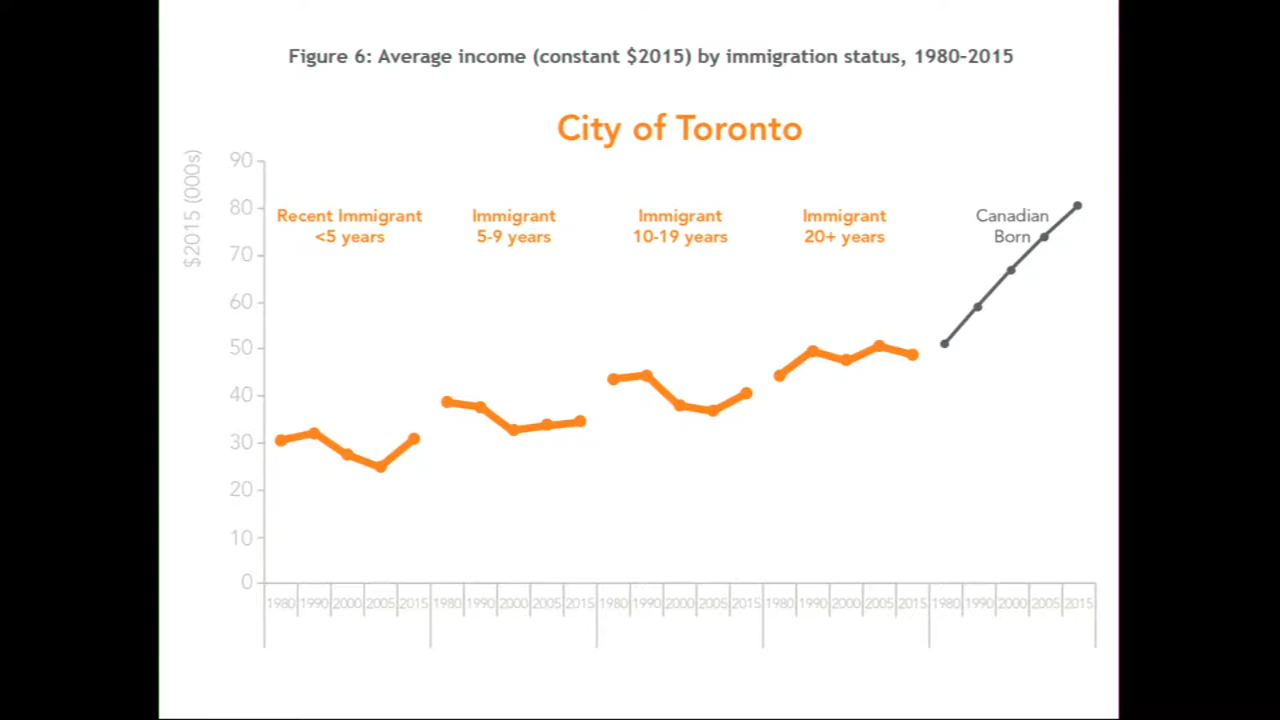 Figure 6: Average income (constant $2015) by immigration status, 1980-2015
City of Toronto
$2015 (000s)
90
80
70
60
50
40
30
20
10
0
Recent Immigrant
<5 years
Immigrant
5-9 years
Immigrant
10-19 years
Immigrant
20+ years
Canadian
Born
1980 1990 2000 2005 2015 1980 1990 2000 2005 2015 1980 1990 2000 2005 2015 1980 1990 2000 2005 2015 1980 1990 2000 2005 2015